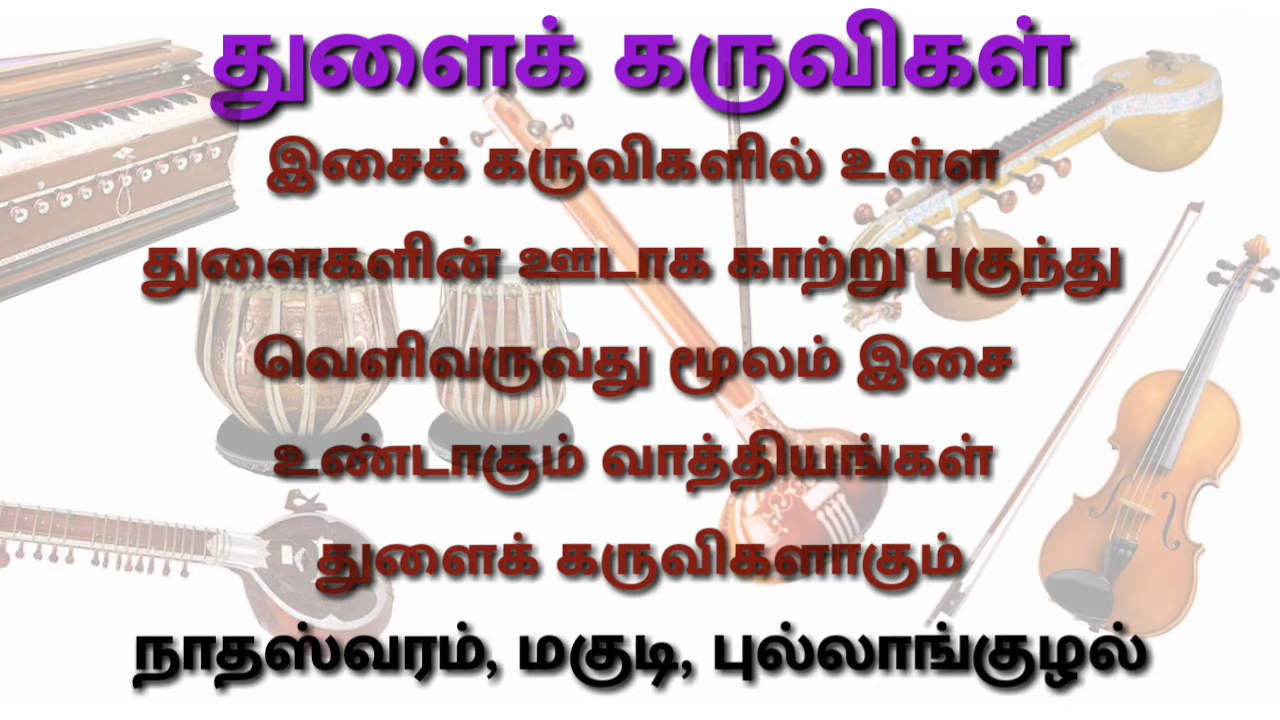 துளைக் கருவிகள்
இசைக் கருவிகளில் உள்ள
துளைகளின் ஊடாக காற்று புகுந்து
வெளிவருவது மூலம் இசை
உண்டாகும் வாத்தியங்கள்
துளைக் கருவிகளாகும்
நாதஸ்வரம், மகுடி, புல்லாங்குழல்